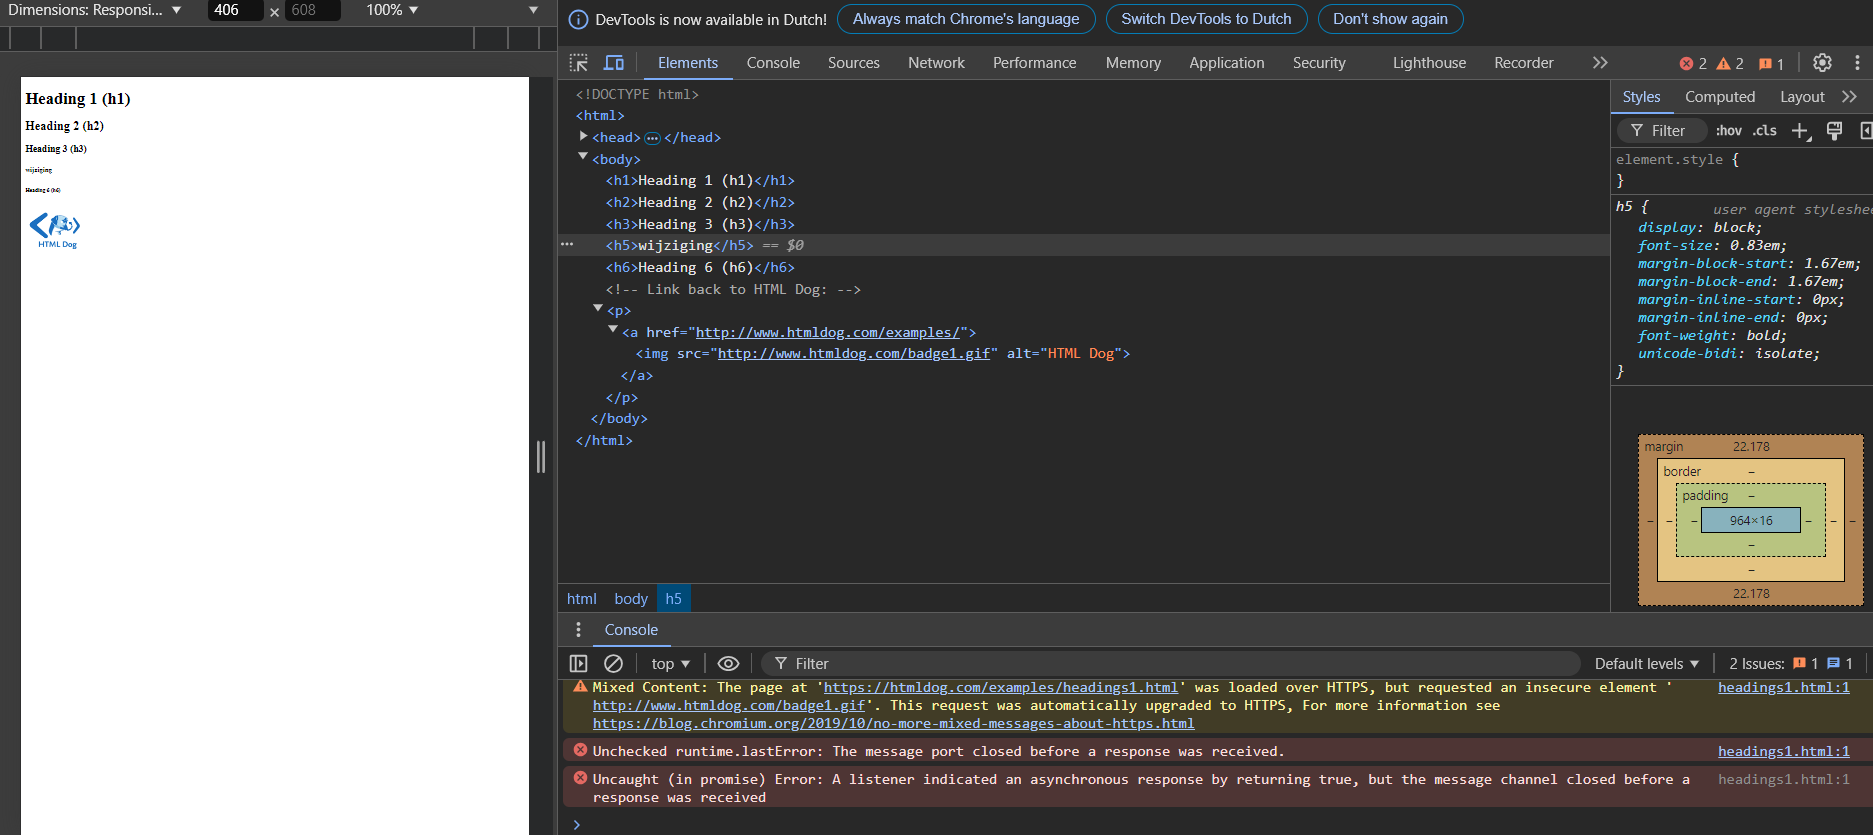 Dimensions: Responsi... ▼ 406 × 608 100% ▼ ▼
DevTools is now available in Dutch! Always match Chrome's language Switch DevTools to Dutch Don't show again
Elements Console Sources Network Performance Memory Application Security Lighthouse Recorder 2 2 1
Heading 1 (h1)
Heading 2 (h2)
Heading 3 (h3)
wijziging
Heading 6 (h6)
HTML Dog
<!DOCTYPE html>
<html>
<head>…</head>
<body>
<h1>Heading 1 (h1)</h1>
<h2>Heading 2 (h2)</h2>
<h3>Heading 3 (h3)</h3>
<h5>wijziging</h5> == $0
<h6>Heading 6 (h6)</h6>
<!-- Link back to HTML Dog: -->
<p>
<a href="http://www.htmldog.com/examples/">
<img src="http://www.htmldog.com/badge1.gif" alt="HTML Dog">
</a>
</p>
</body>
</html>
html body h5
Styles Computed Layout
Filter :hov .cls
element.style {
}
h5 { user agent styleshee
display: block;
font-size: 0.83em;
margin-block-start: 1.67em;
margin-block-end: 1.67em;
margin-inline-start: 0px;
margin-inline-end: 0px;
font-weight: bold;
unicode-bidi: isolate;
}
margin 22.178
border –
padding –
– – – 964×16 – – –
–
–
22.178
Console
top ▼ Filter Default levels ▼ 2 Issues: 1 1
Mixed Content: The page at 'https://htmldog.com/examples/headings1.html' was loaded over HTTPS, but requested an insecure element ' headings1.html:1
http://www.htmldog.com/badge1.gif'. This request was automatically upgraded to HTTPS, For more information see
https://blog.chromium.org/2019/10/no-more-mixed-messages-about-https.html
Unchecked runtime.lastError: The message port closed before a response was received. headings1.html:1
Uncaught (in promise) Error: A listener indicated an asynchronous response by returning true, but the message channel closed before a headings1.html:1
response was received